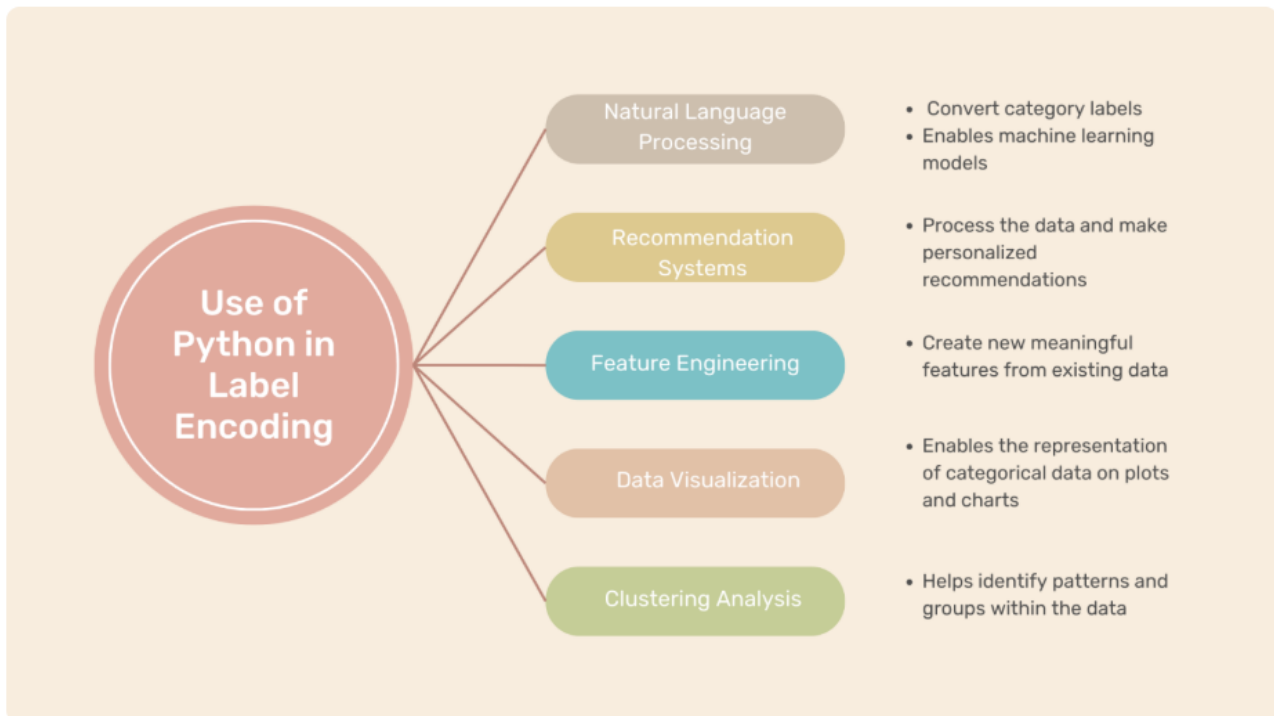 Use of
Python in
Label
Encoding
Natural Language
Processing
• Convert category labels
• Enables machine learning
models
Recommendation
Systems
• Process the data and make
personalized
recommendations
Feature Engineering
• Create new meaningful
features from existing data
Data Visualization
• Enables the representation
of categorical data on plots
and charts
Clustering Analysis
• Helps identify patterns and
groups within the data